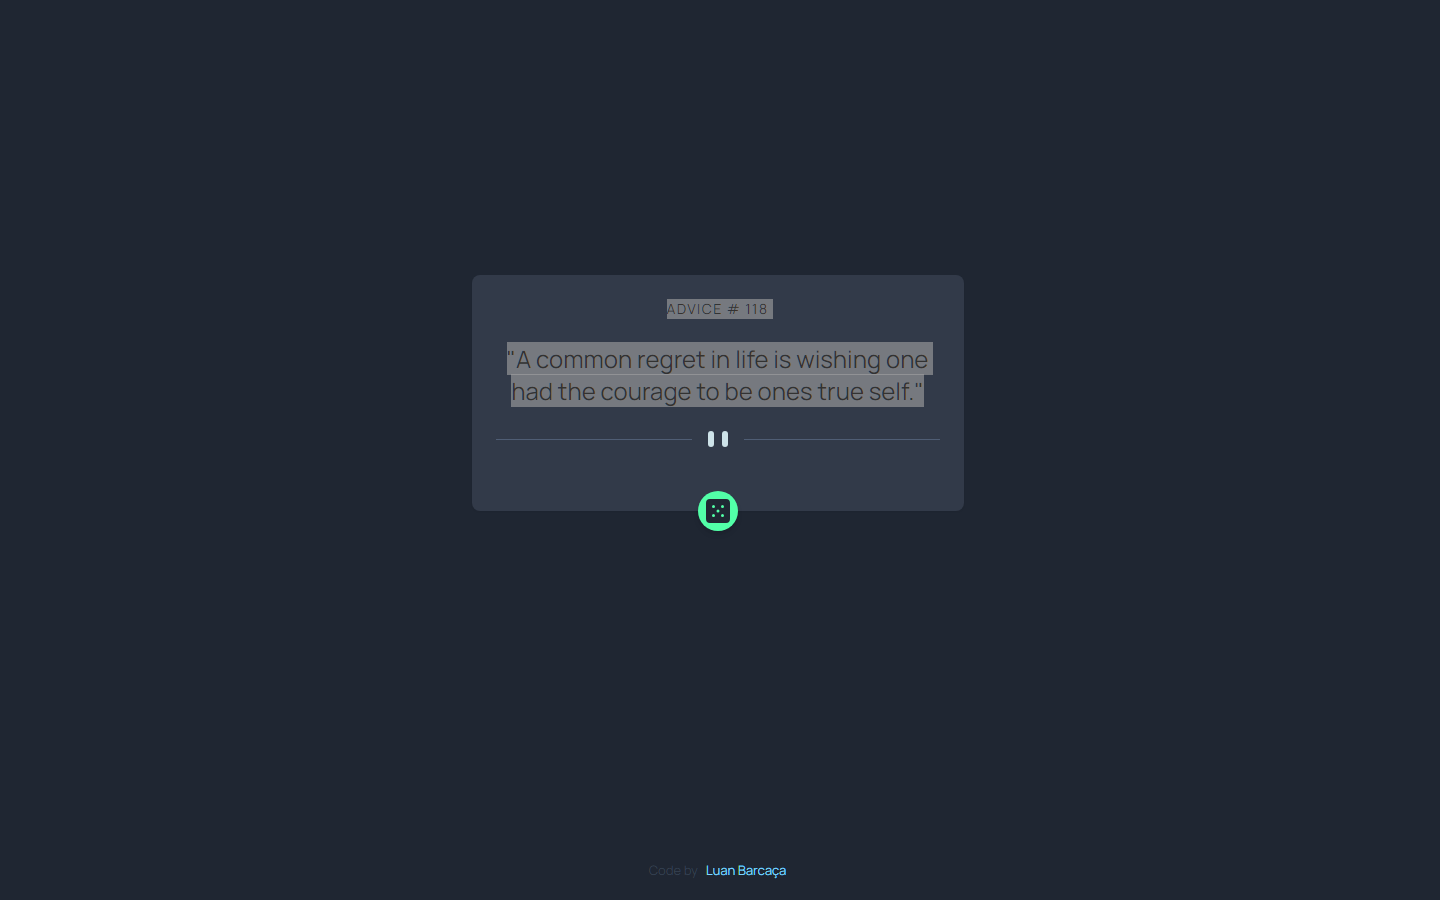 ADVICE # 118
"A common regret in life is wishing one
had the courage to be ones true self."
Code by Luan Barcaça